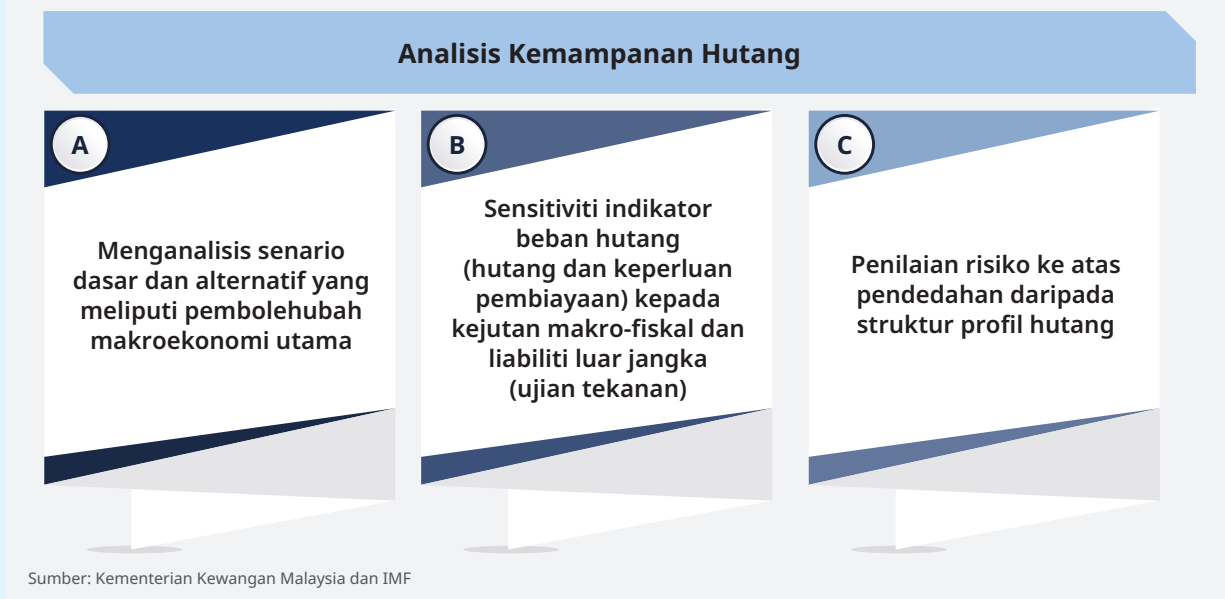 Analisis Kemampanan Hutang
A
Menganalisis senario
dasar dan alternatif yang
meliputi pembolehubah
makroekonomi utama
B
Sensitiviti indikator
beban hutang
(hutang dan keperluan
pembiayaan) kepada
kejutan makro-fiskal dan
liabiliti luar jangka
(ujian tekanan)
C
Penilaian risiko ke atas
pendedahan daripada
struktur profil hutang
Sumber: Kementerian Kewangan Malaysia dan IMF